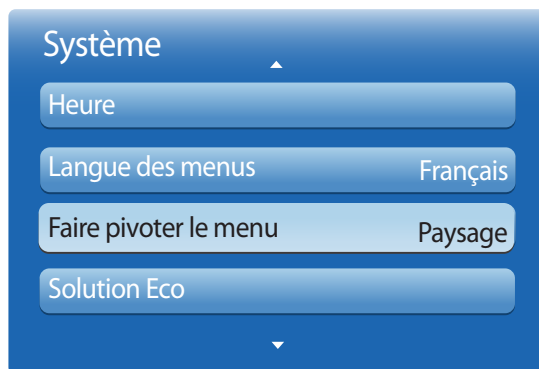 Système
Heure
Langue des menus Français
Faire pivoter le menu Paysage
Solution Eco